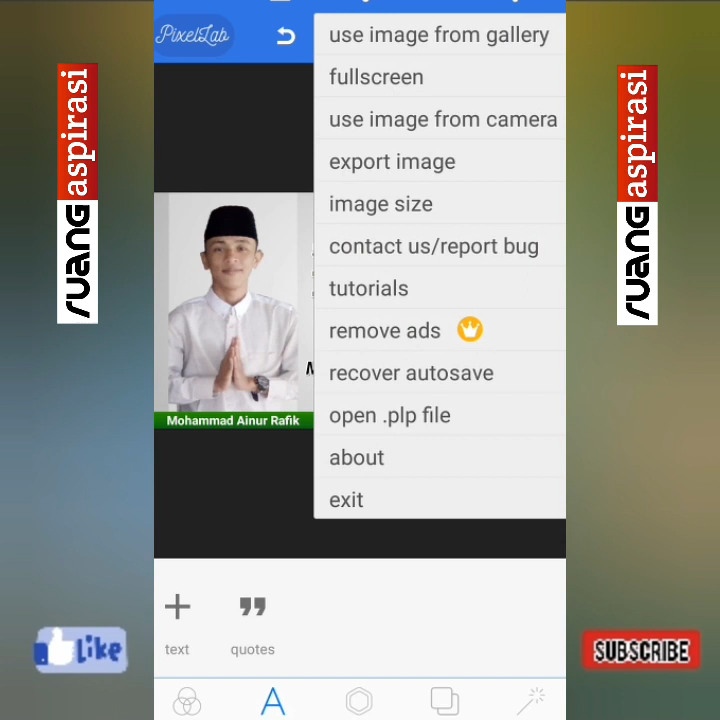 PixelLab
use image from gallery
fullscreen
use image from camera
export image
image size
contact us/report bug
tutorials
remove ads
recover autosave
open .plp file
about
exit
M
Mohammad Ainur Rafik
text
quotes
RUANG aspirasi
RUANG aspirasi
Like
SUBSCRIBE